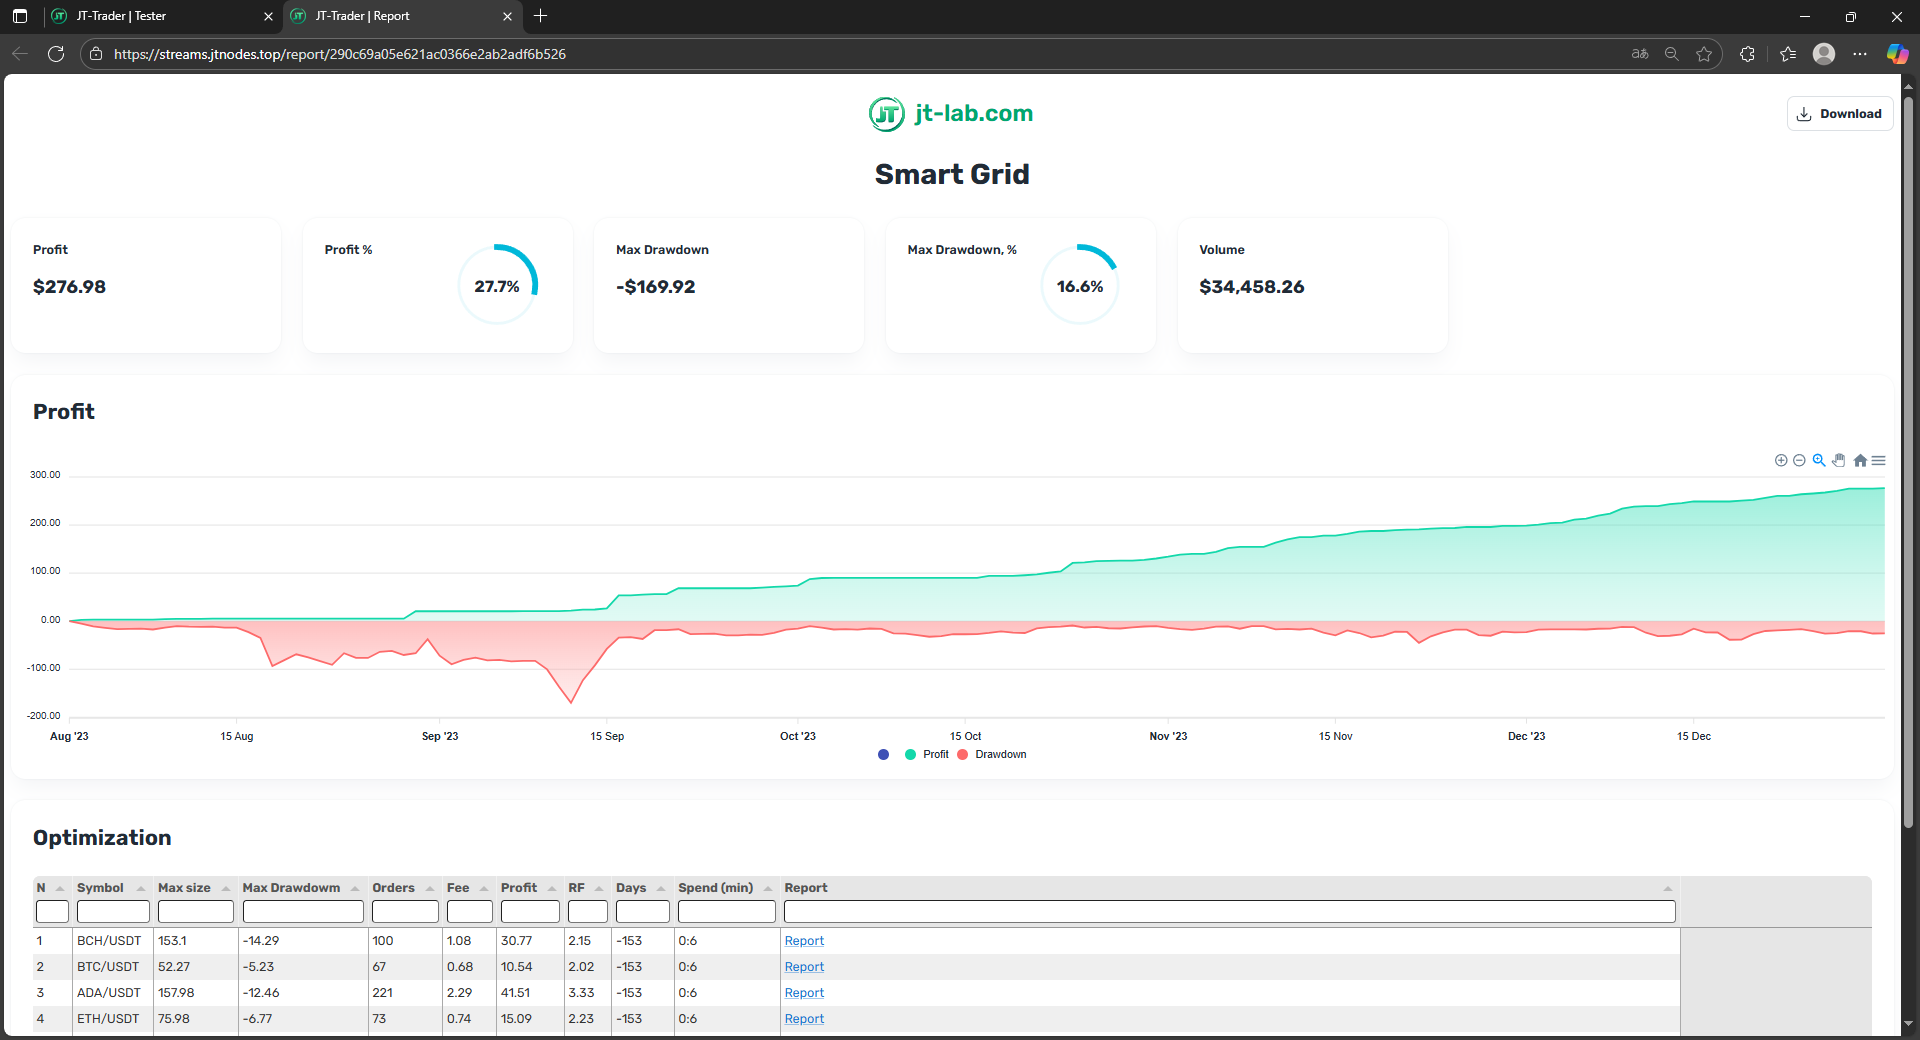 JT-Trader | Tester
JT-Trader | Report
https://streams.jtnodes.top/report/290c69a05e621ac0366e2ab2adf6b526
JT jt-lab.com
Download
Smart Grid
Profit
$276.98
Profit %
27.7%
Max Drawdown
-$169.92
Max Drawdown, %
16.6%
Volume
$34,458.26
Profit
300.00
200.00
100.00
0.00
-100.00
-200.00
Aug '23 15 Aug Sep '23 15 Sep Oct '23 15 Oct Nov '23 15 Nov Dec '23 15 Dec
Profit Drawdown
Optimization
N Symbol Max size Max Drawdowm Orders Fee Profit RF Days Spend (min) Report
1 BCH/USDT 153.1 -14.29 100 1.08 30.77 2.15 -153 0:6 Report
2 BTC/USDT 52.27 -5.23 67 0.68 10.54 2.02 -153 0:6 Report
3 ADA/USDT 157.98 -12.46 221 2.29 41.51 3.33 -153 0:6 Report
4 ETH/USDT 75.98 -6.77 73 0.74 15.09 2.23 -153 0:6 Report